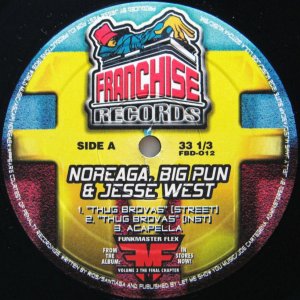 FRANCHISE
RECORDS
SIDE A
33 1/3
FBD-012
NOREAGA, BIG PUN
& JESSE WEST
1. "THUG BROVAS" (STREET)
2. "THUG BROVAS" (INST)
3. ACAPELLA
FUNKMASTER FLEX
FROM
THE
ALBUM:
FMF
IN
STORES
NOW!
VOLUME 3 THE FINAL CHAPTER